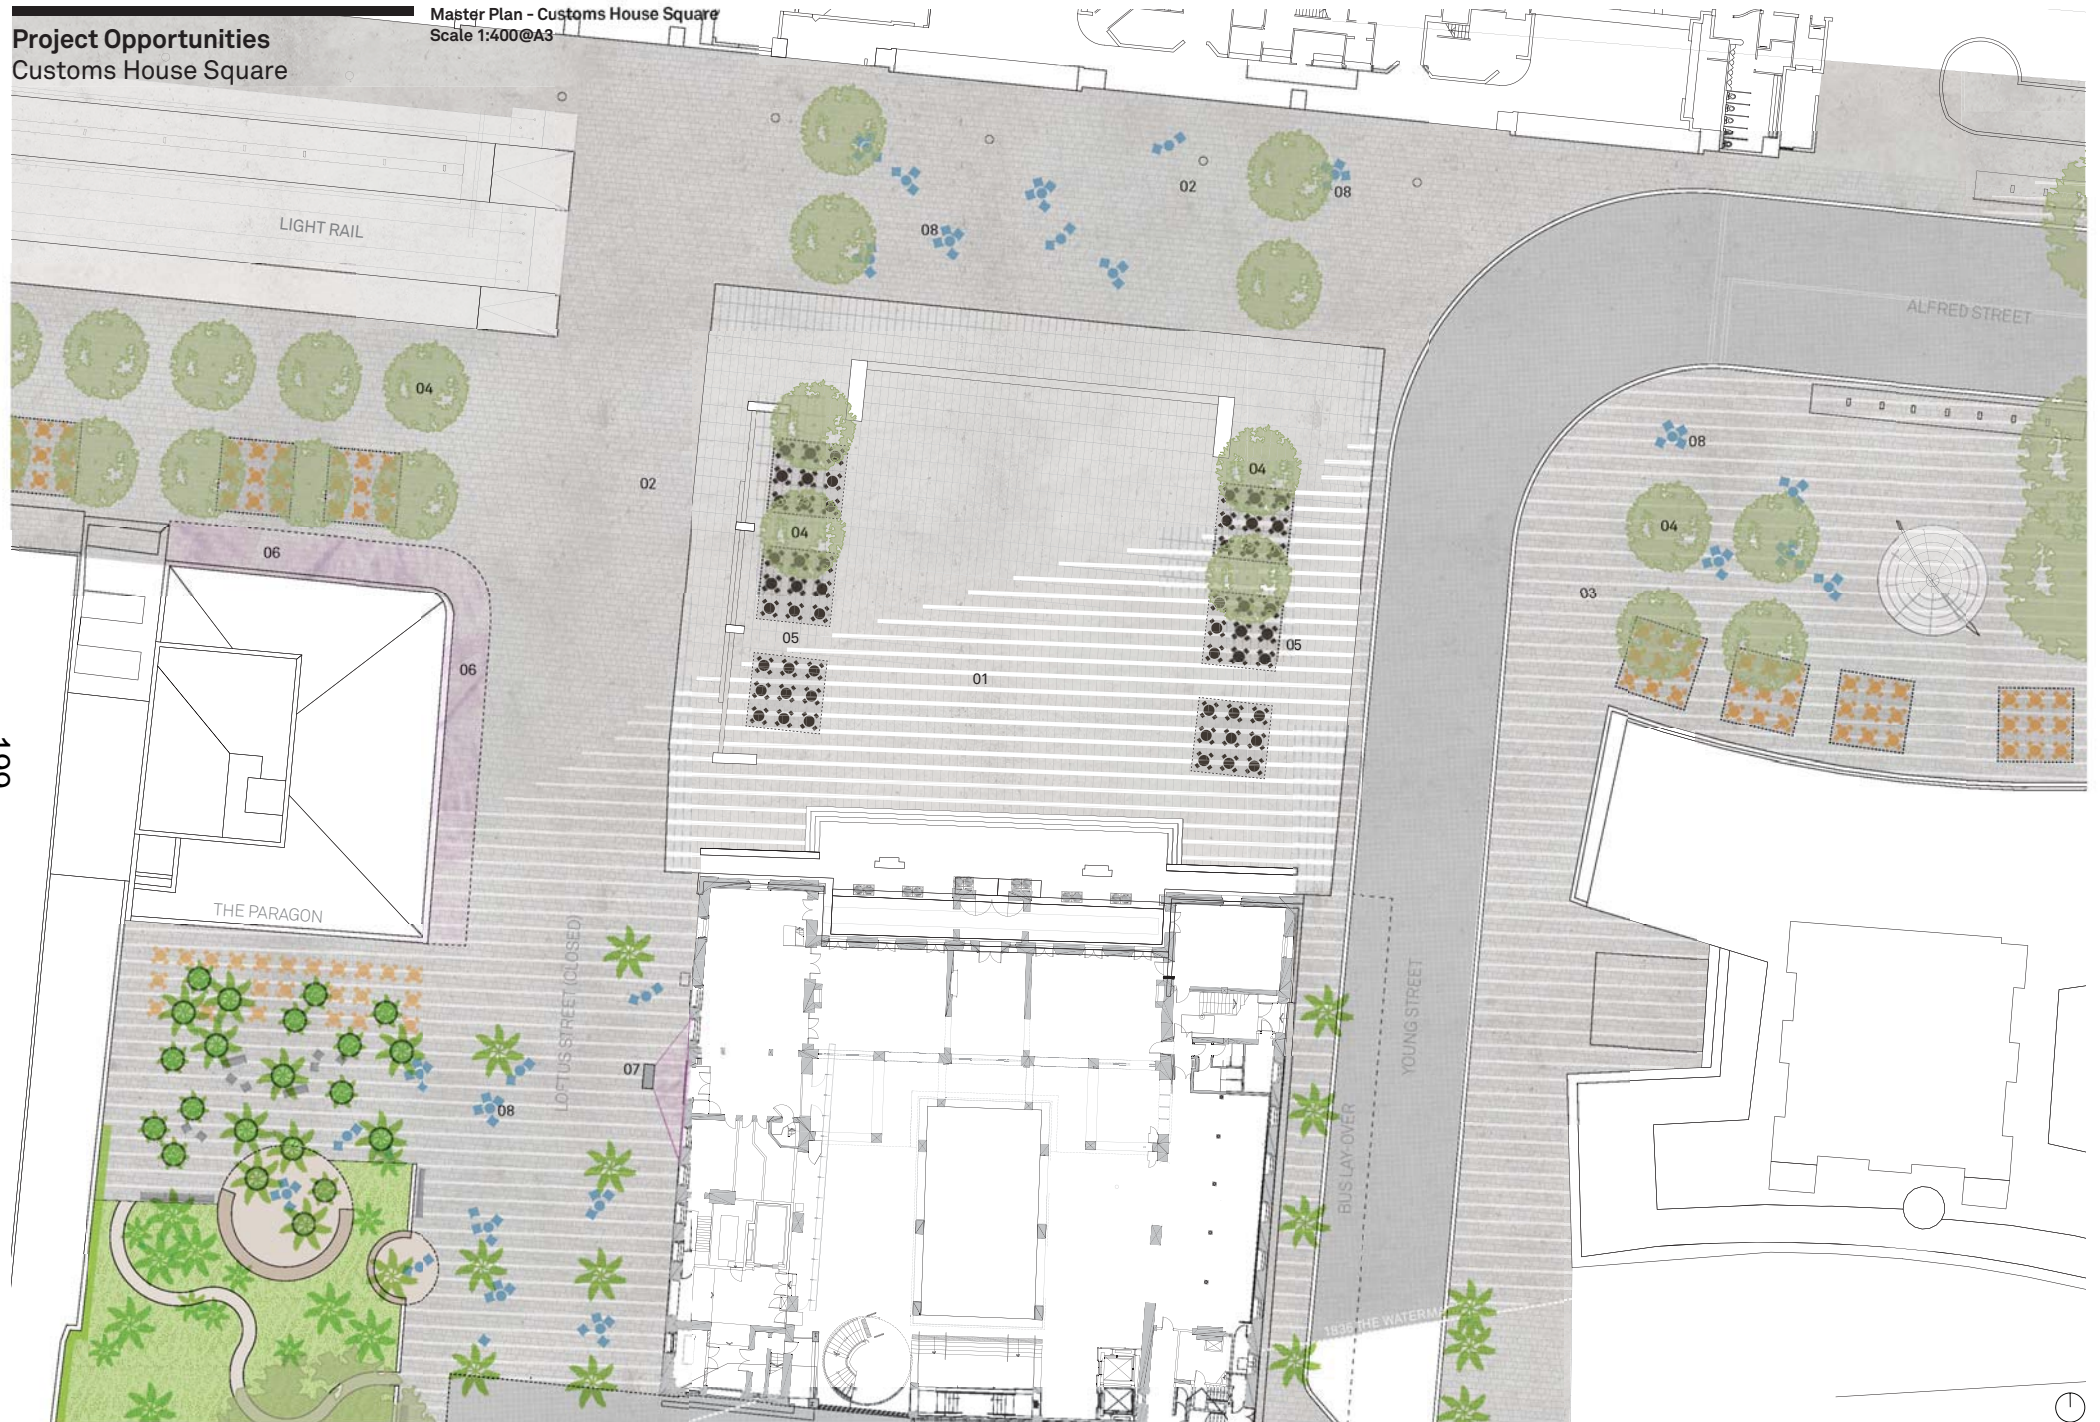 Master Plan - Customs House Square
Scale 1:400@A3
Project Opportunities
Customs House Square
LIGHT RAIL
02
08
08
ALFRED STREET
04
08
02
04
04
04
06
03
05
05
06
01
THE PARAGON
LOFTUS STREET (CLOSED)
YOUNG STREET
07
08
BUS LAY-OVER